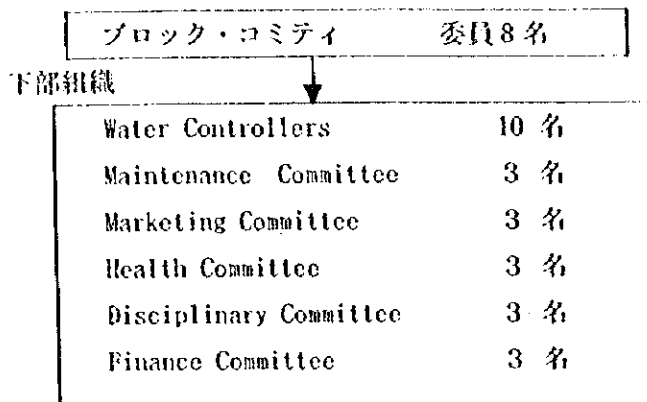 ブロック・コミティ 委員8名
下部組織
Water Controllers 10 名
Maintenance Committee 3 名
Marketing Committee 3 名
Health Committee 3 名
Disciplinary Committee 3 名
Finance Committee 3 名